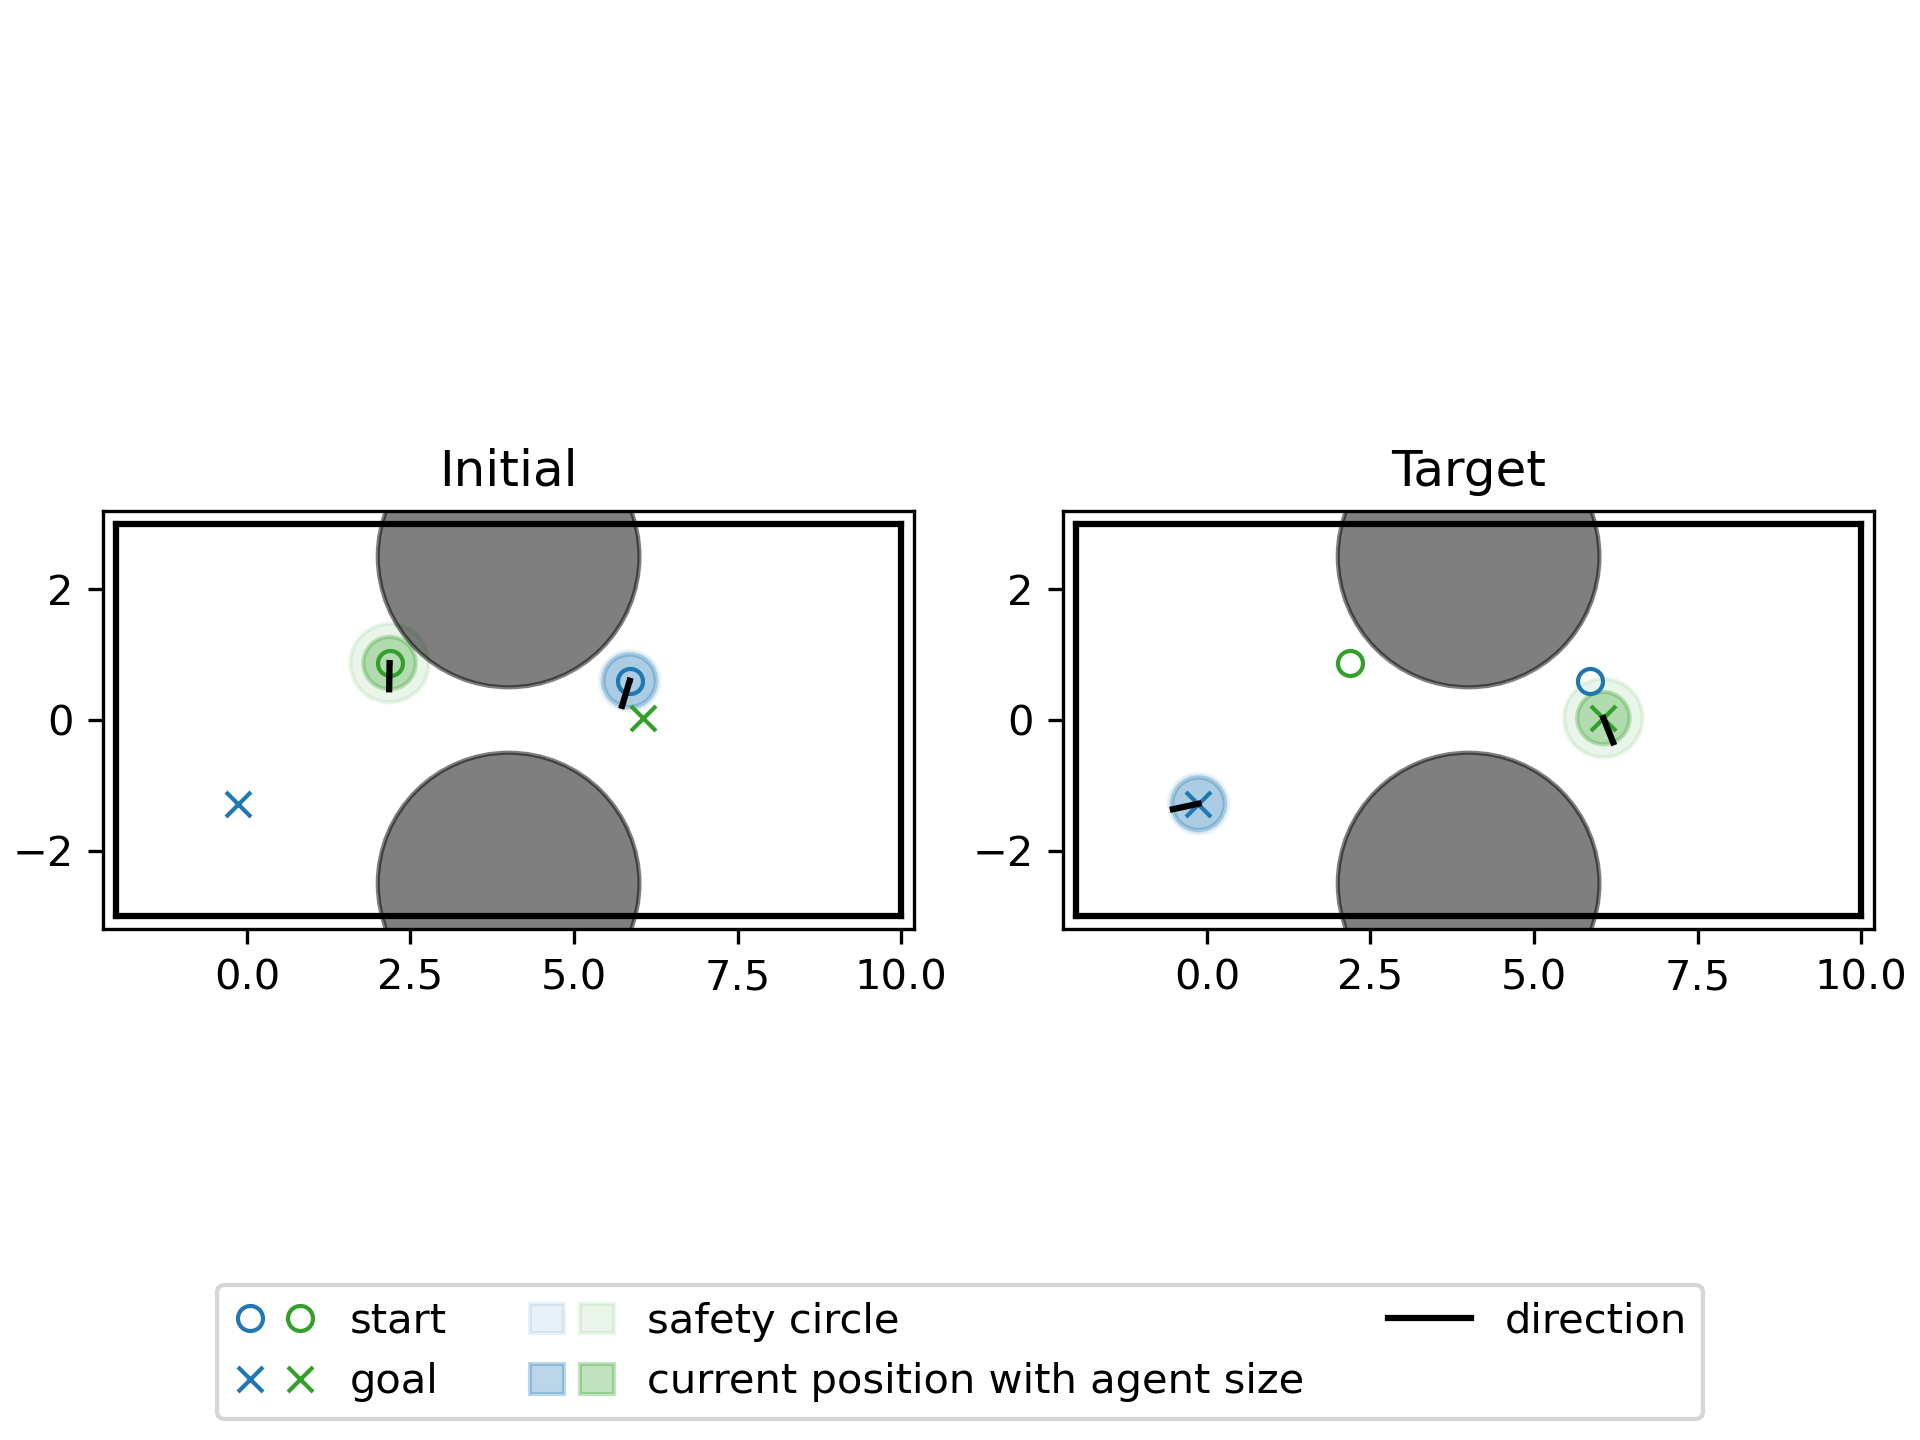 Initial
Target
2
0
−2
0.0 2.5 5.0 7.5 10.0
2
0
−2
0.0 2.5 5.0 7.5 10.0
start
goal
safety circle
current position with agent size
direction